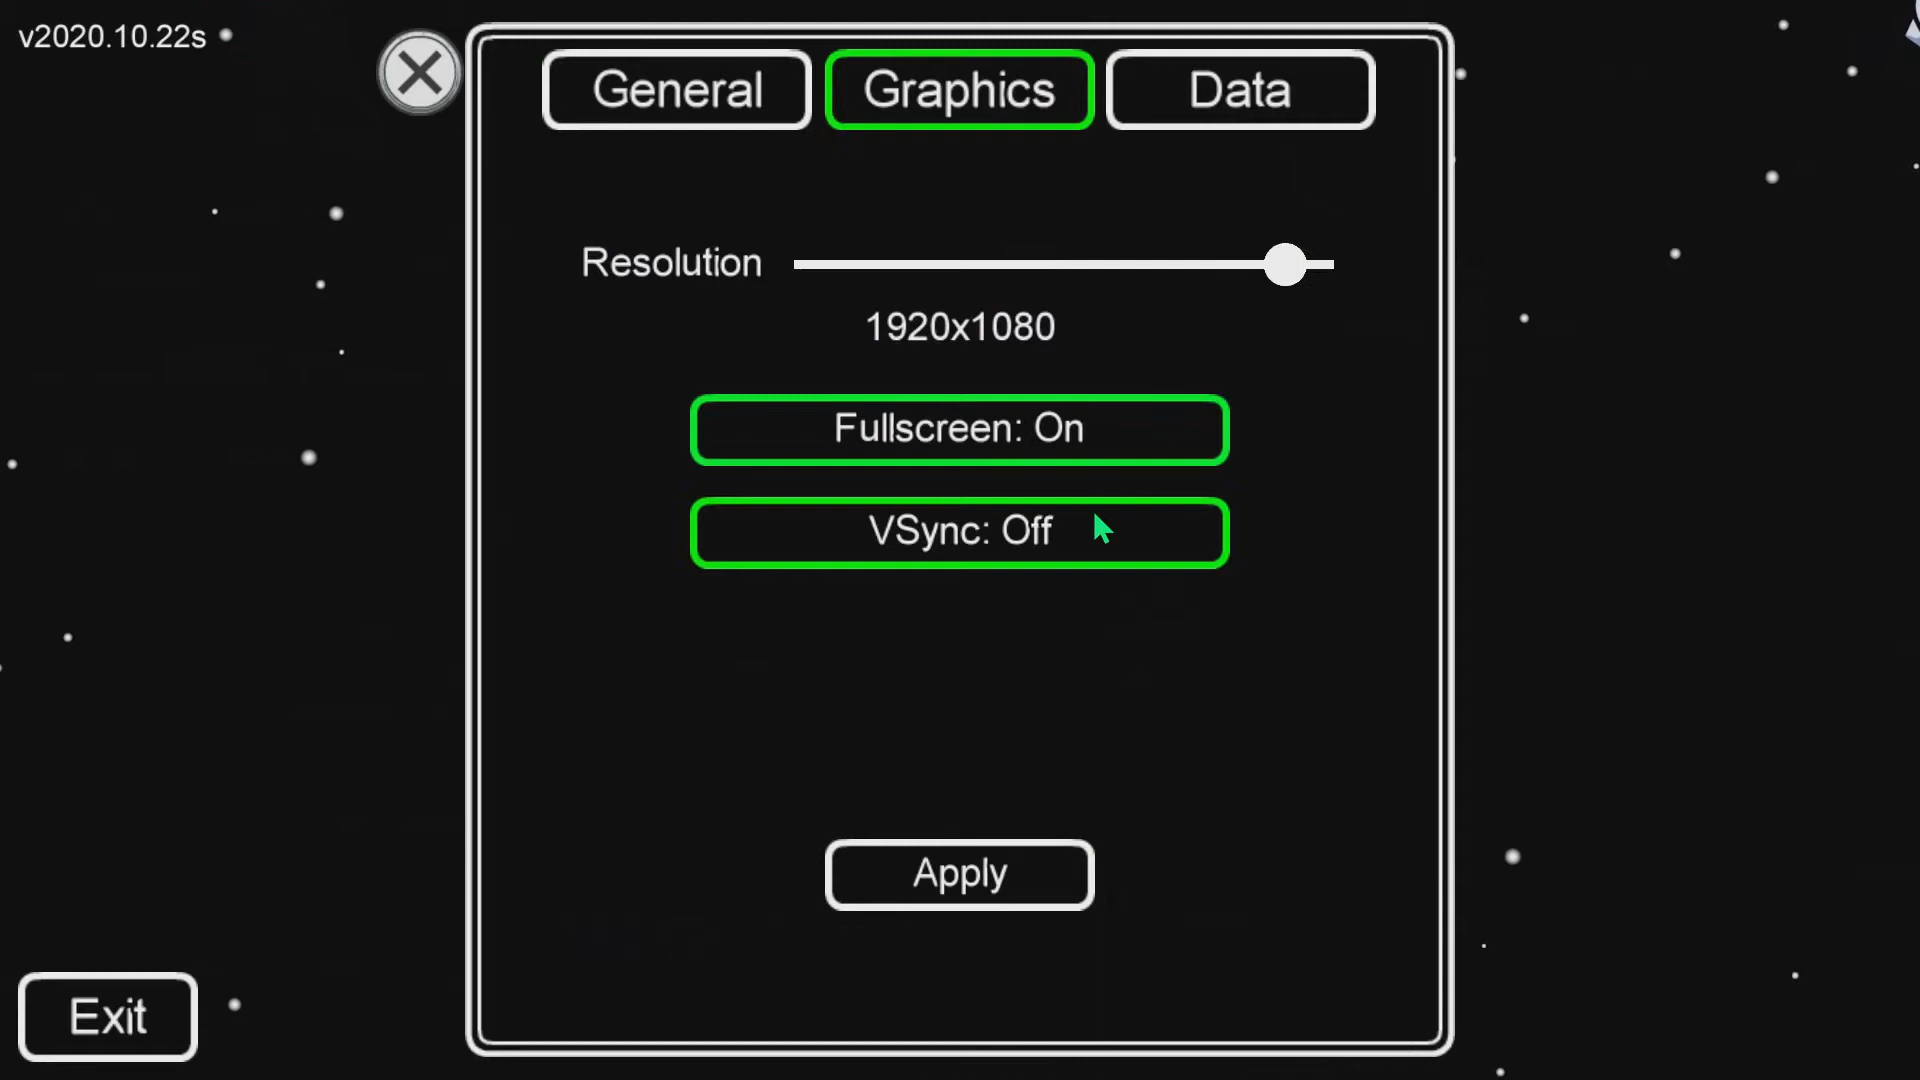 v2020.10.22s
General
Graphics
Data
Resolution
1920x1080
Fullscreen: On
VSync: Off
Apply
Exit